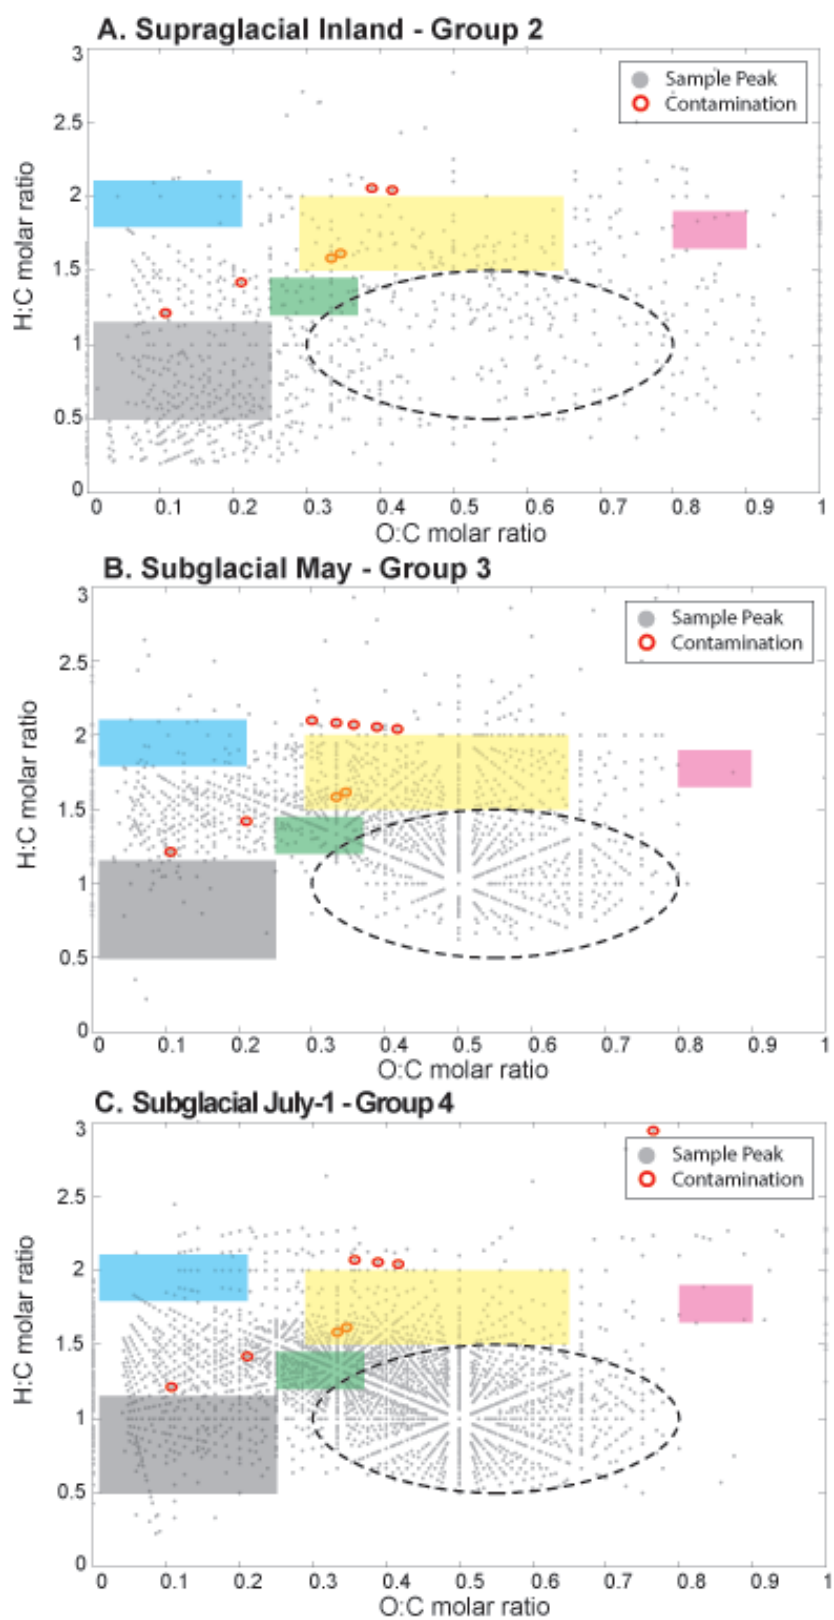 A. Supraglacial Inland - Group 2
3
2.5
2
1.5
1
0.5
0
H:C molar ratio
Sample Peak
Contamination
0 0.1 0.2 0.3 0.4 0.5 0.6 0.7 0.8 0.9 1
O:C molar ratio
B. Subglacial May - Group 3
3
2.5
2
1.5
1
0.5
0
H:C molar ratio
Sample Peak
Contamination
0 0.1 0.2 0.3 0.4 0.5 0.6 0.7 0.8 0.9 1
O:C molar ratio
C. Subglacial July-1 - Group 4
3
2.5
2
1.5
1
0.5
0
H:C molar ratio
Sample Peak
Contamination
0 0.1 0.2 0.3 0.4 0.5 0.6 0.7 0.8 0.9 1
O:C molar ratio